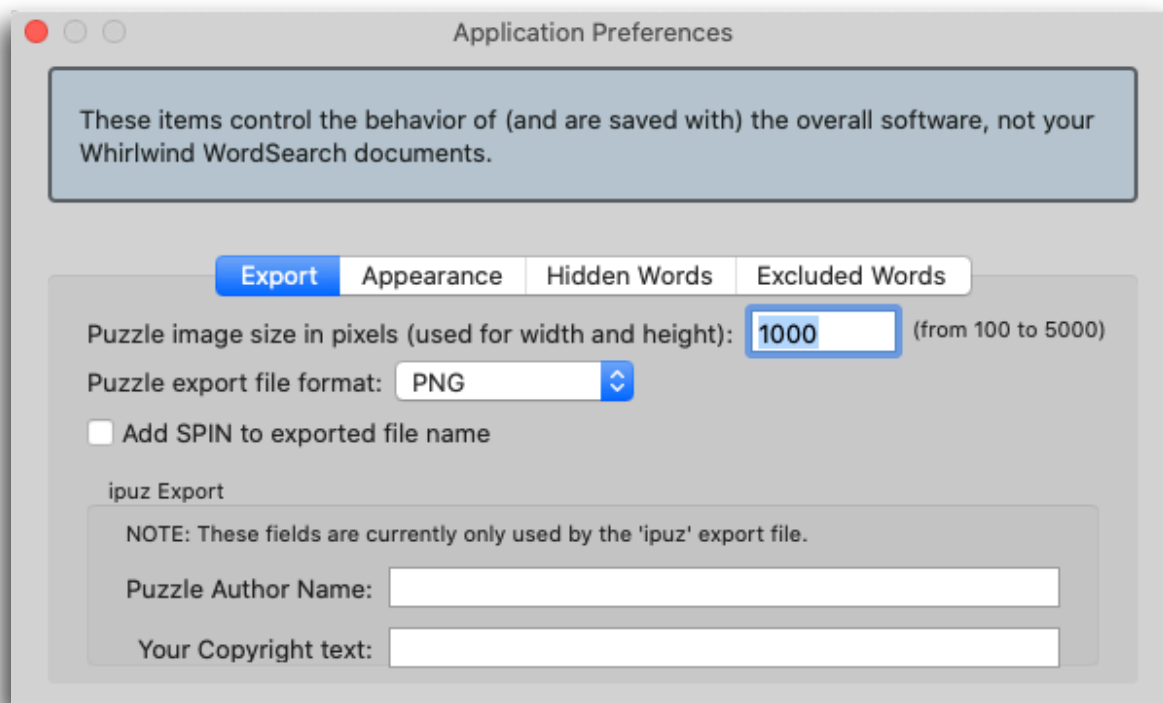 Application Preferences
These items control the behavior of (and are saved with) the overall software, not your
Whirlwind WordSearch documents.
Export Appearance Hidden Words Excluded Words
Puzzle image size in pixels (used for width and height): 1000 (from 100 to 5000)
Puzzle export file format: PNG
Add SPIN to exported file name
ipuz Export
NOTE: These fields are currently only used by the 'ipuz' export file.
Puzzle Author Name:
Your Copyright text: